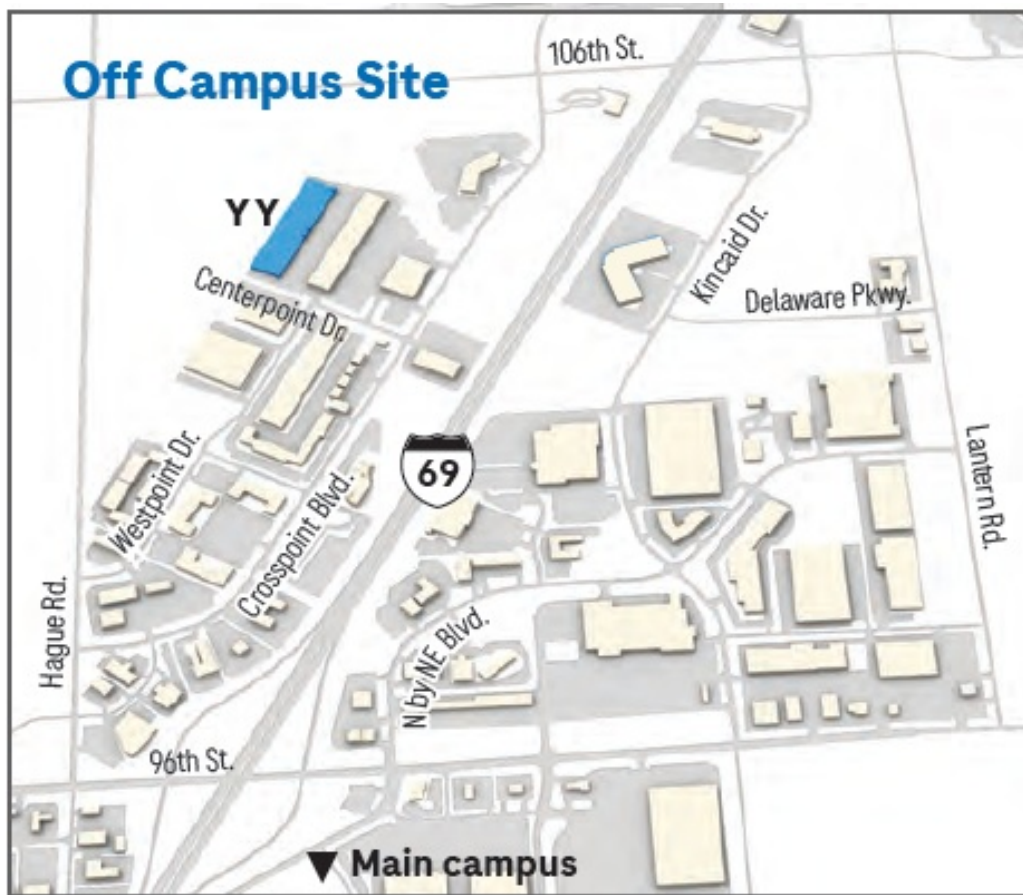 106th St.
Off Campus Site
YY
Kincaid Dr.
Centerpoint Dr.
Delaware Pkwy.
69
Westpoint Dr.
Crosspoint Blvd.
Lantern Rd.
Hague Rd.
N by NE Blvd.
96th St.
▼ Main campus